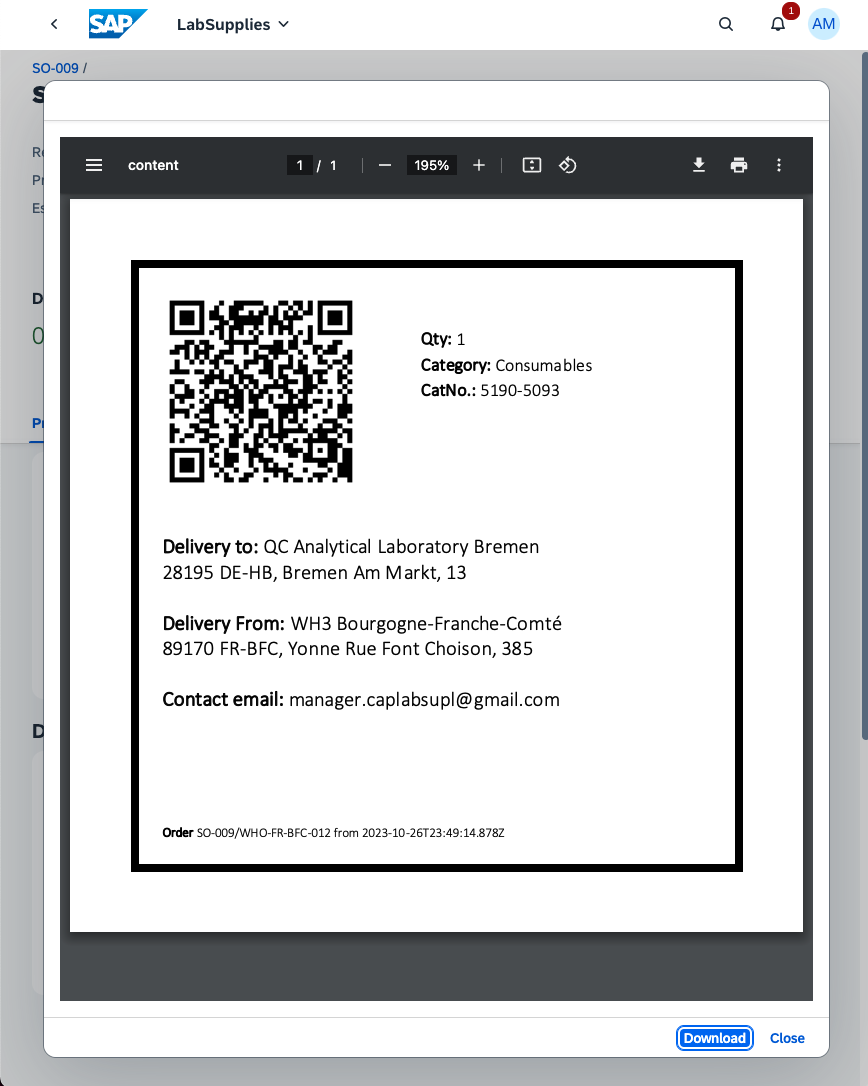 SAP LabSupplies 1 AM
SO-009 /
content 1 / 1 195%
Qty: 1
Category: Consumables
CatNo.: 5190-5093
Delivery to: QC Analytical Laboratory Bremen
28195 DE-HB, Bremen Am Markt, 13
Delivery From: WH3 Bourgogne-Franche-Comté
89170 FR-BFC, Yonne Rue Font Choison, 385
Contact email: manager.caplabsupl@gmail.com
Order SO-009/WHO-FR-BFC-012 from 2023-10-26T23:49:14.878Z
Download Close